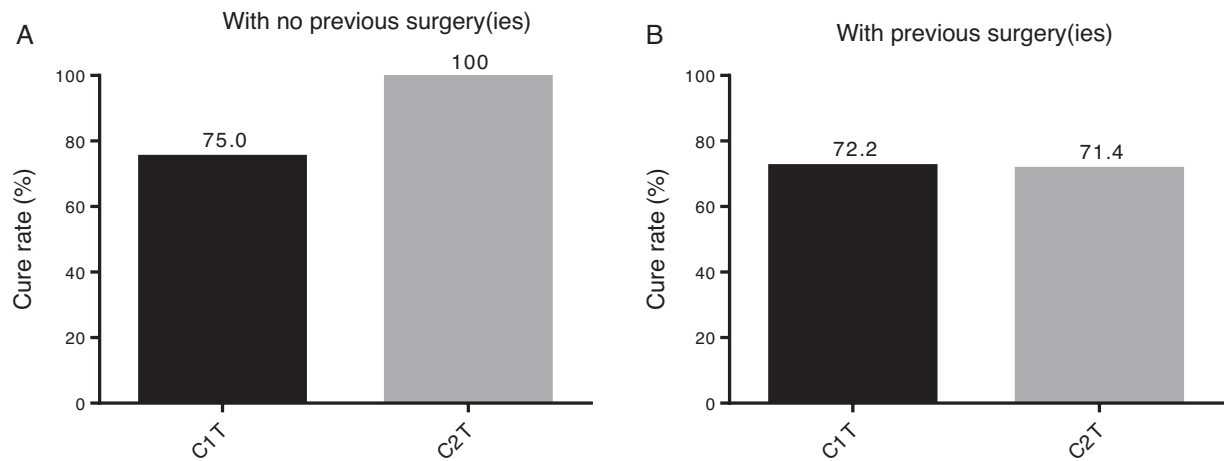 A
With no previous surgery(ies)
Cure rate (%)
100
80
60
40
20
0
75.0
100
C1T
C2T
B
With previous surgery(ies)
Cure rate (%)
100
80
60
40
20
0
72.2
71.4
C1T
C2T